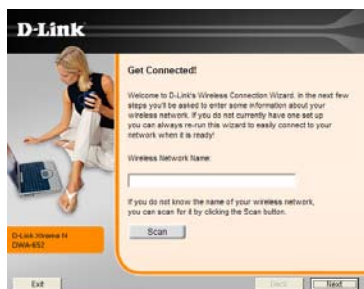 D-Link
Get Connected!
Welcome to D-Link's Wireless Connection Wizard. In the next few
steps you'll be asked to enter some information about your
wireless network. If you do not currently have one set up
you can always re-run this wizard to easily connect to your
network when it is ready!
Wireless Network Name:
If you do not know the name of your wireless network,
you can scan for it by clicking the Scan button.
Scan
D-Link Xtreme N
DWA-652
Exit
Back
Next